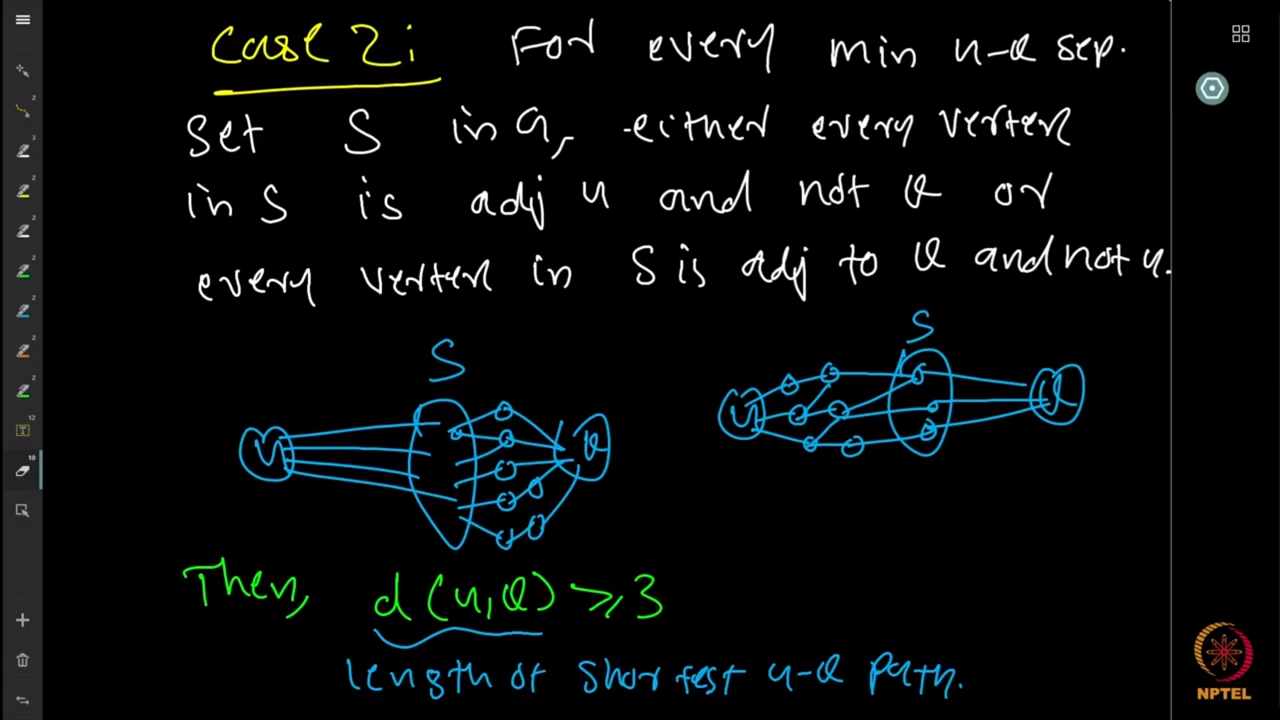 Case 2: For every min u-v sep.
set S in G, either every vertex
in S is adj u and not v or
every vertex in S is adj to v and not u.
S
S
u
v
u
v
Then, d(u,v) ≥ 3
length of shortest u-v path.
NPTEL